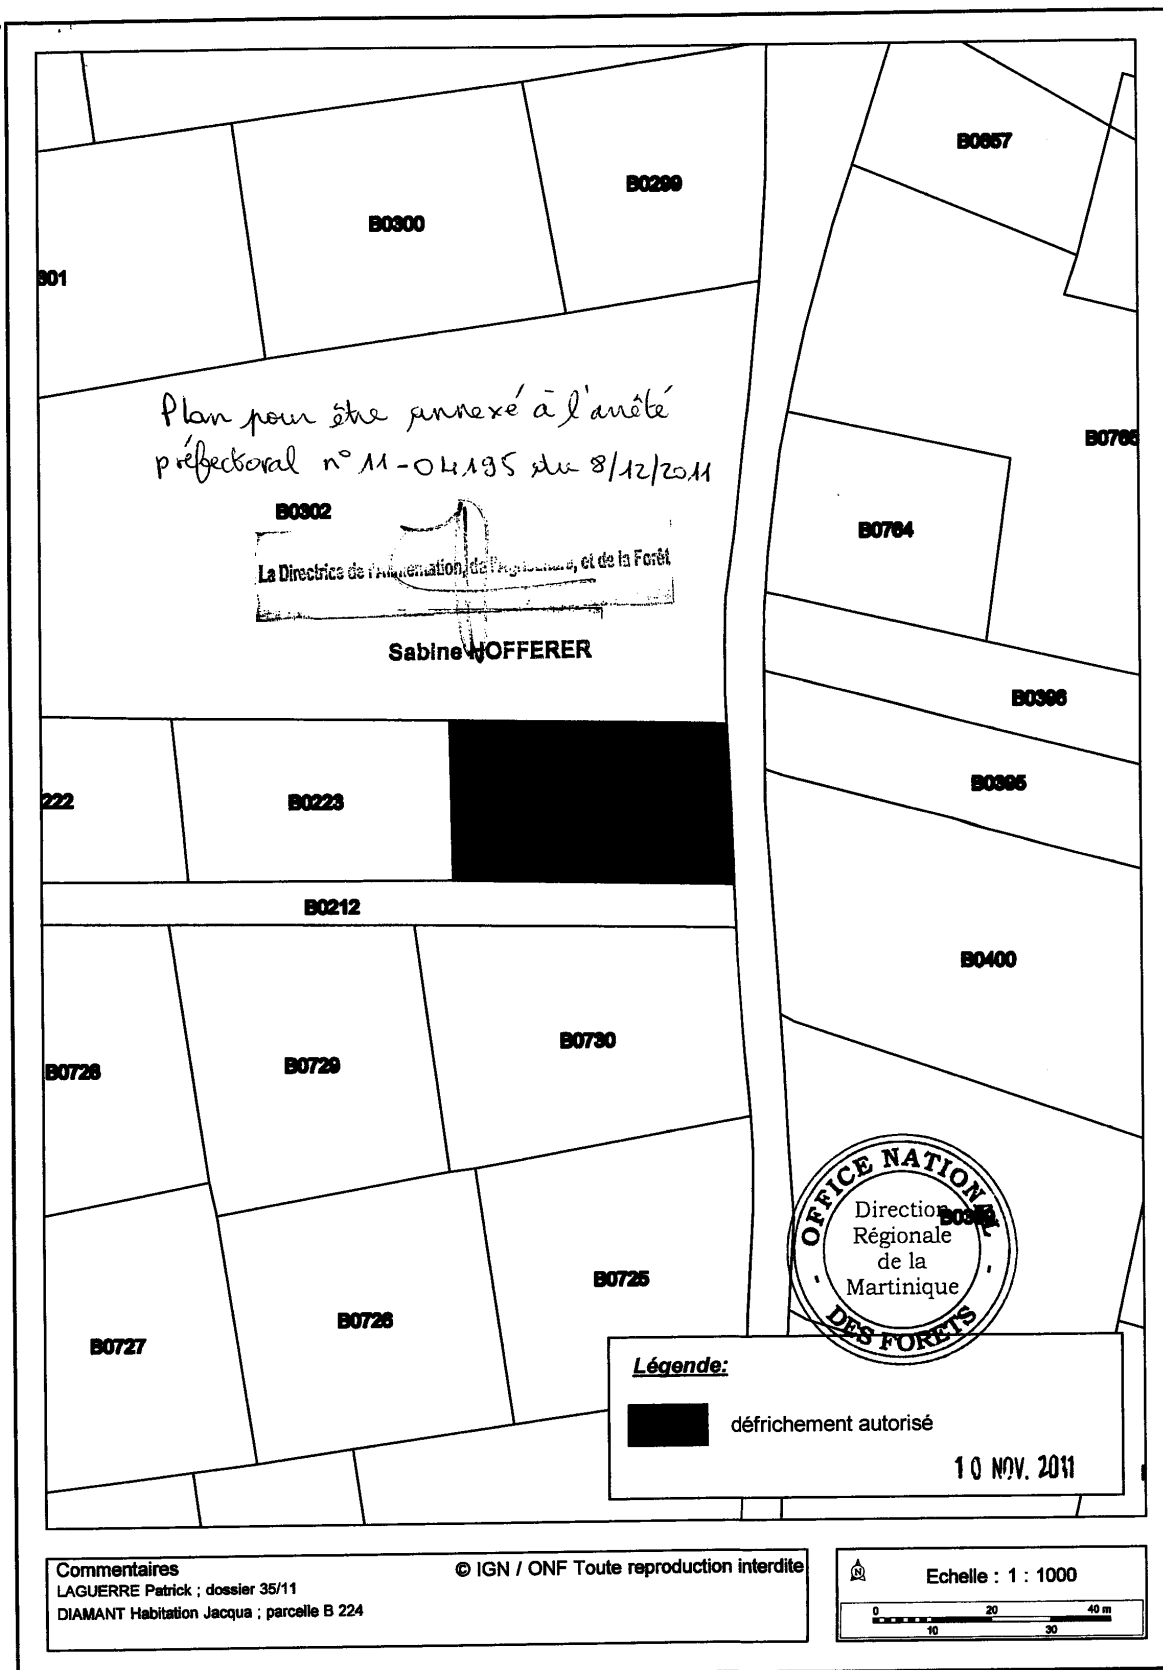 B0657
B0299
B0300
301
Plan pour être annexé à l'arrêté
préfectoral n° 11-04195 du 8/12/2011
B0765
B0302
B0764
La Directrice de l'Alimentation, de l'Agriculture, et de la Forêt
Sabine HOFFERER
B0396
B0395
222
B0223
B0212
B0400
B0730
B0729
B0728
OFFICE NATIONAL
DES FORETS
Direction
Régionale
de la
Martinique
B0725
B0726
B0727
Légende:
défrichement autorisé
10 NOV. 2011
Commentaires
© IGN / ONF Toute reproduction interdite
LAGUERRE Patrick ; dossier 35/11
DIAMANT Habitation Jacqua ; parcelle B 224
N
Echelle : 1 : 1000
0 20 40 m
10 30